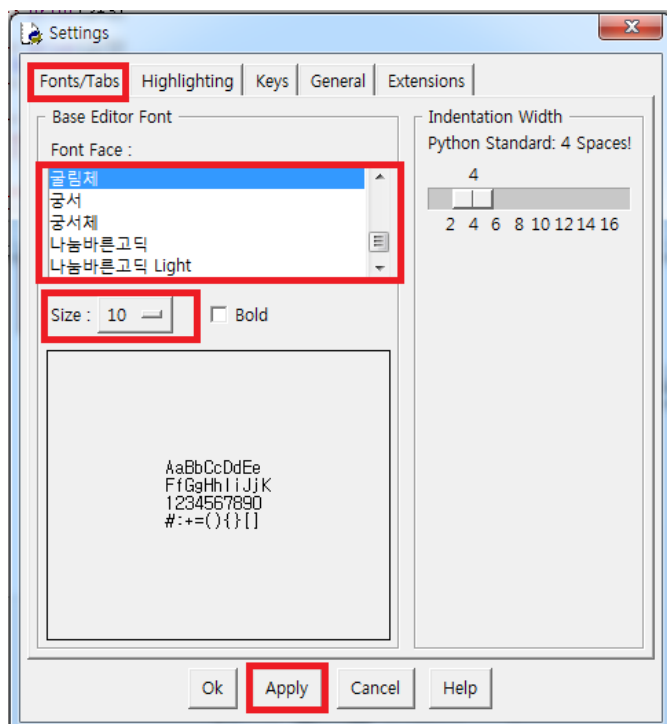 Settings
Fonts/Tabs Highlighting Keys General Extensions
Base Editor Font
Font Face :
굴림체
궁서
궁서체
나눔바른고딕
나눔바른고딕 Light
Size : 10 Bold
AaBbCcDdEe
FfGgHhIiJjK
1234567890
#:+=(){}[]
Indentation Width
Python Standard: 4 Spaces!
4
2 4 6 8 10 12 14 16
Ok Apply Cancel Help